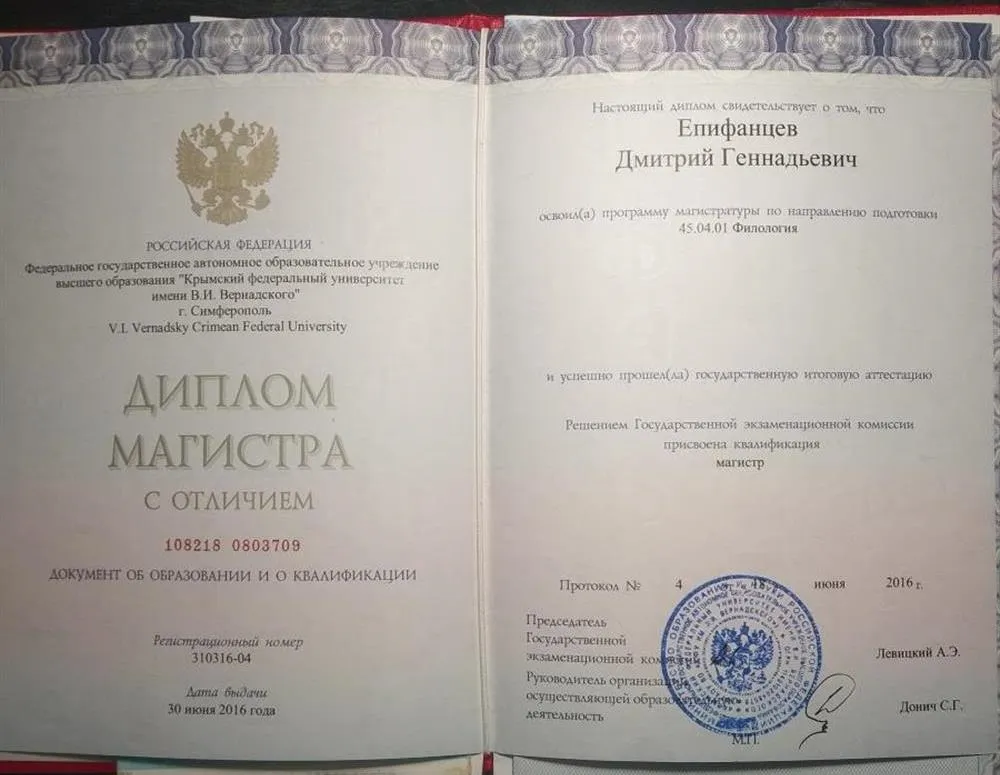 РОССИЙСКАЯ ФЕДЕРАЦИЯ
Федеральное государственное автономное образовательное учреждение
высшего образования "Крымский федеральный университет
имени В.И. Вернадского"
г. Симферополь
V.I. Vernadsky Crimean Federal University
ДИПЛОМ
МАГИСТРА
С ОТЛИЧИЕМ
108218 0803709
ДОКУМЕНТ ОБ ОБРАЗОВАНИИ И О КВАЛИФИКАЦИИ
Регистрационный номер
310316-04
Дата выдачи
30 июня 2016 года
Настоящий диплом свидетельствует о том, что
Епифанцев
Дмитрий Геннадьевич
освоил(а) программу магистратуры по направлению подготовки
45.04.01 Филология
и успешно прошел(ла) государственную итоговую аттестацию
Решением Государственной экзаменационной комиссии
присвоена квалификация
магистр
Протокол № 4 от июня 2016 г.
Председатель
Государственной
экзаменационной Левицкий А.Э.
Руководитель
осуществляющей Донич С.Г.
деятельность
М.П.